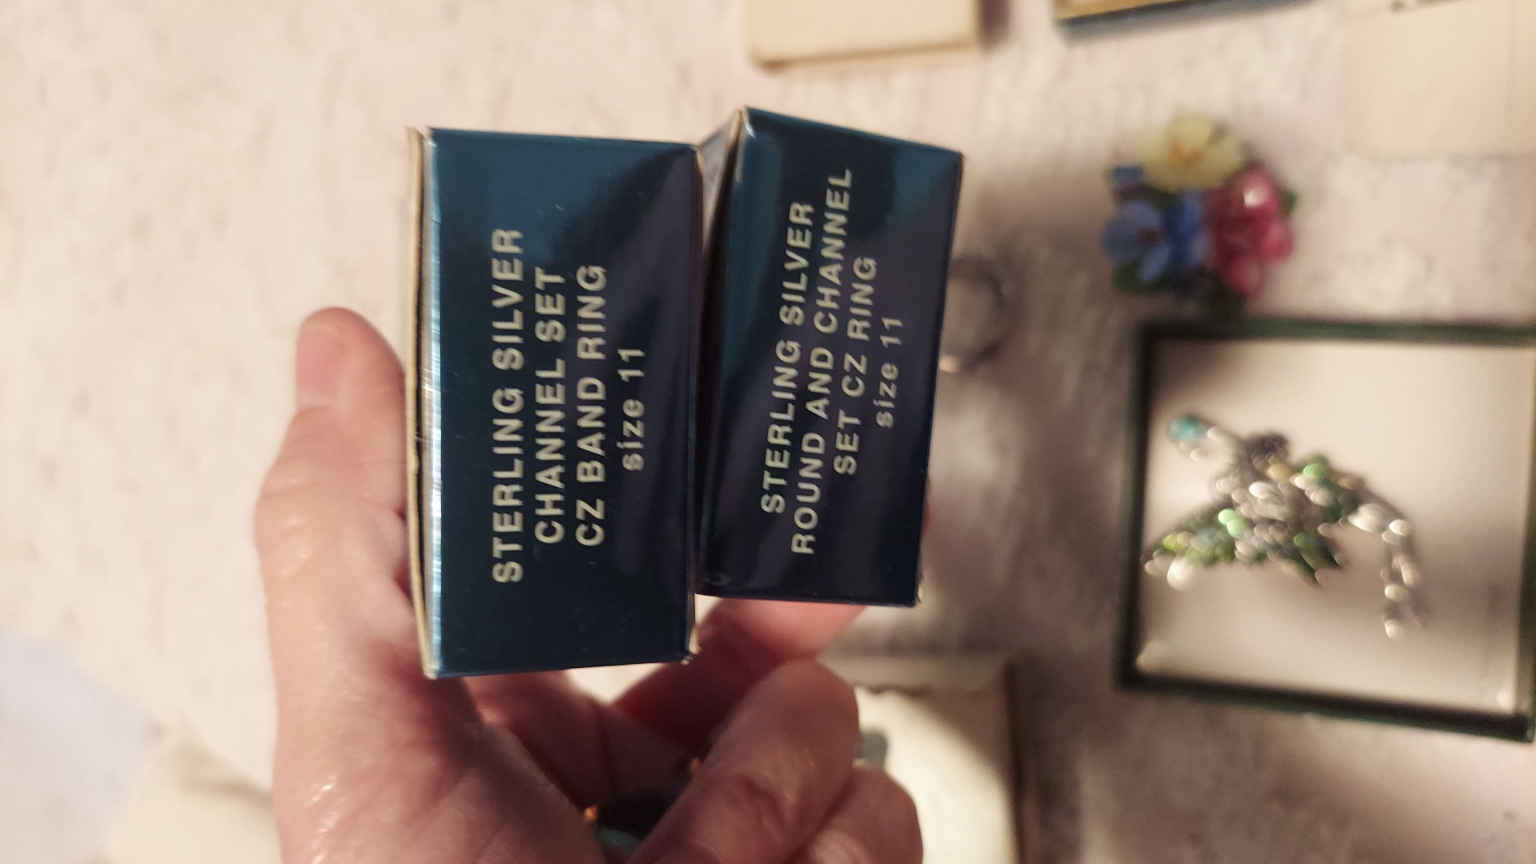 STERLING SILVER
CHANNEL SET
CZ BAND RING
size 11
STERLING SILVER
ROUND AND CHANNEL
SET CZ RING
size 11